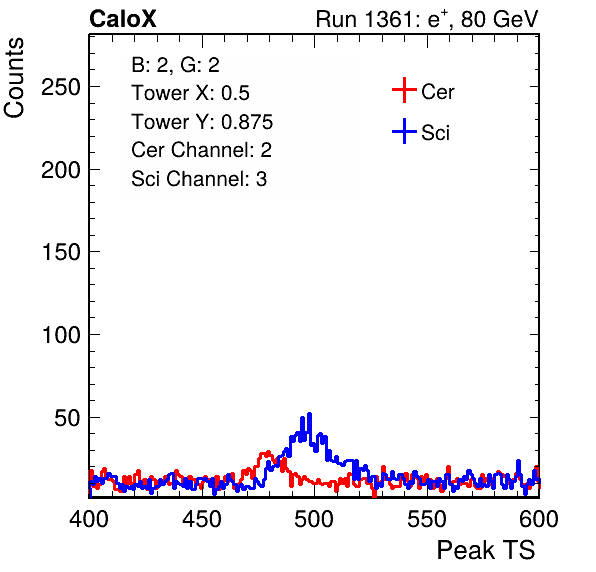 CaloX Run 1361: e+, 80 GeV
Counts
B: 2, G: 2
Tower X: 0.5
Tower Y: 0.875
Cer Channel: 2
Sci Channel: 3
Cer
Sci
250
200
150
100
50
400 450 500 550 600
Peak TS